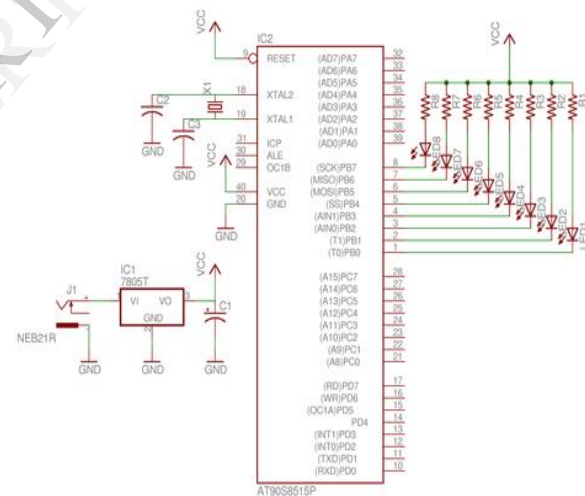 IC2
VCC
9 RESET
18 XTAL2
19 XTAL1
31 ICP
30 ALE
29 OC1B
40 VCC
20 GND
(AD7)PA7 32
(AD6)PA6 33
(AD5)PA5 34
(AD4)PA4 35
(AD3)PA3 36
(AD2)PA2 37
(AD1)PA1 38
(AD0)PA0 39
(SCK)PB7 8
(MISO)PB6 7
(MOSI)PB5 6
(SS)PB4 5
(AIN1)PB3 4
(AIN0)PB2 3
(T1)PB1 2
(T0)PB0 1
(A15)PC7 28
(A14)PC6 27
(A13)PC5 26
(A12)PC4 25
(A11)PC3 24
(A10)PC2 23
(A9)PC1 22
(A8)PC0 21
(RD)PD7 17
(WR)PD6 16
(OC1A)PD5 15
PD4 14
(INT1)PD3 13
(INT0)PD2 12
(TXD)PD1 11
(RXD)PD0 10
AT90S8515P
X1
C2
C3
GND
GND
VCC
GND
VCC
R8
R7
R6
R5
R4
R3
R2
R1
LED8
LED7
LED6
LED5
LED4
LED3
LED2
LED1
IC1
7805T
VI VO
GND
1
3
2
J1
NEB21R
VCC
C1
GND
GND
GND